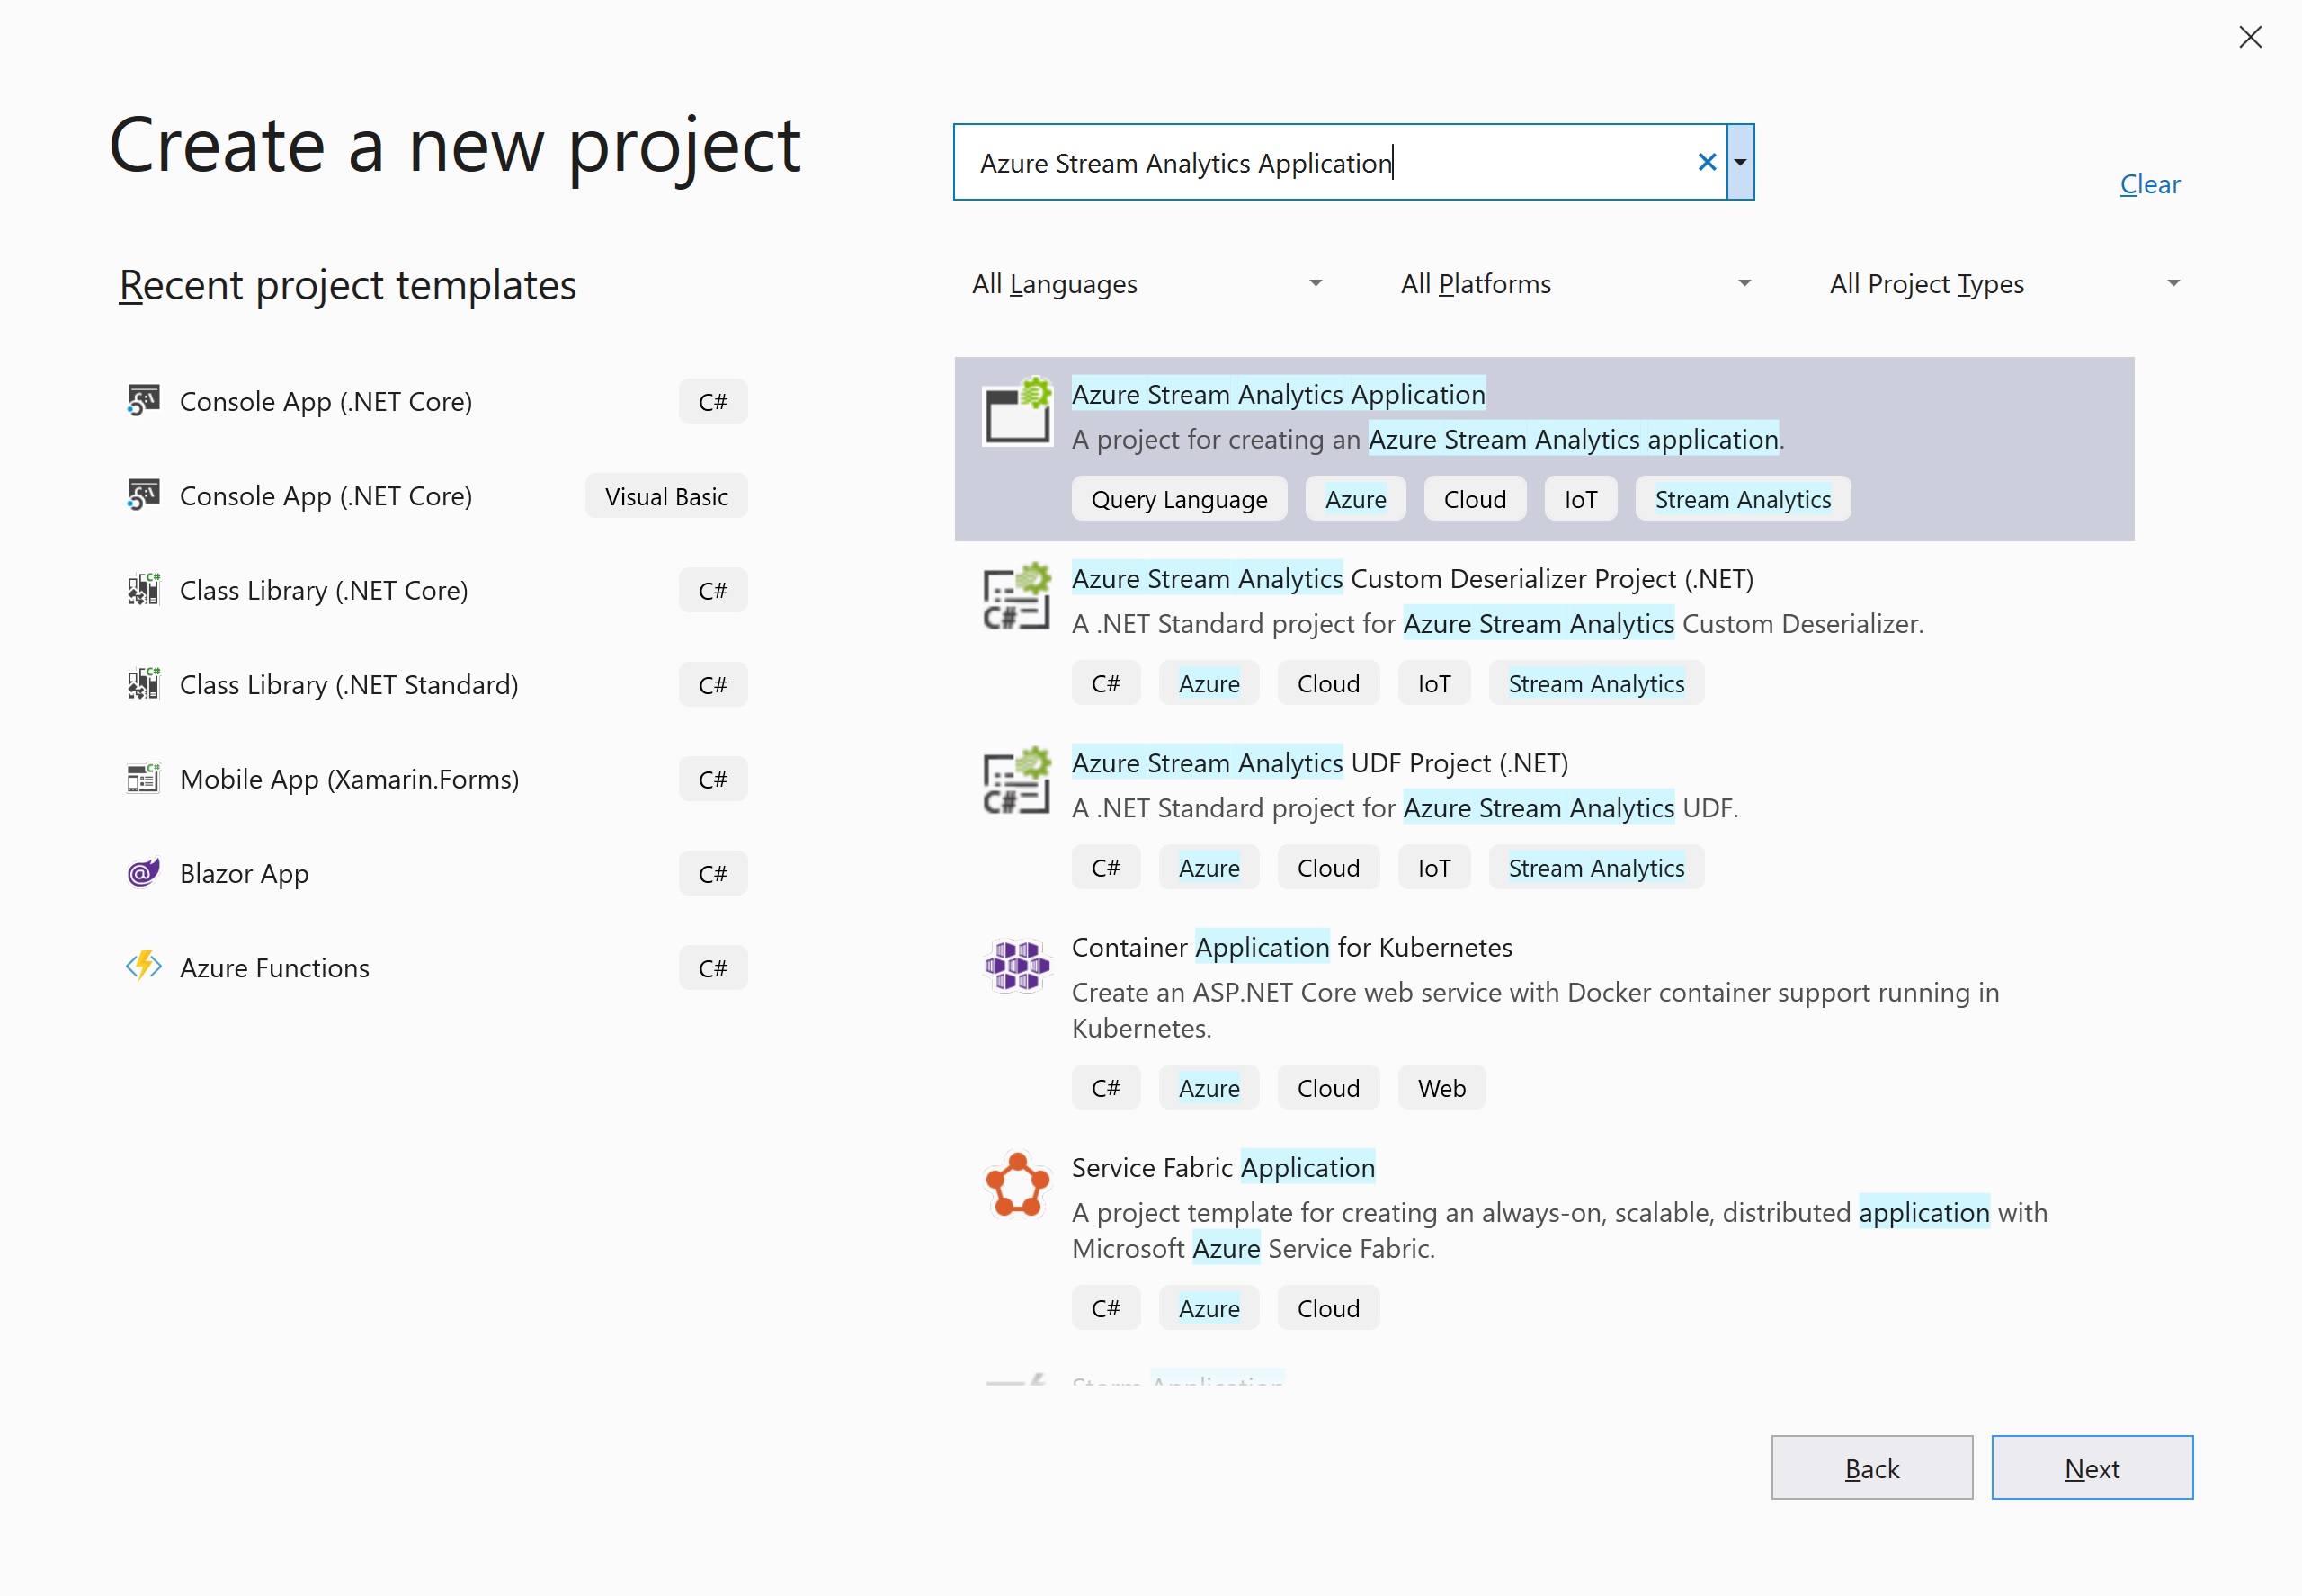 Create a new project
Azure Stream Analytics Application
Clear
Recent project templates
All Languages
All Platforms
All Project Types
Console App (.NET Core)
C#
Console App (.NET Core)
Visual Basic
Class Library (.NET Core)
C#
Class Library (.NET Standard)
C#
Mobile App (Xamarin.Forms)
C#
Blazor App
C#
Azure Functions
C#
Azure Stream Analytics Application
A project for creating an Azure Stream Analytics application.
Query Language
Azure
Cloud
IoT
Stream Analytics
Azure Stream Analytics Custom Deserializer Project (.NET)
A .NET Standard project for Azure Stream Analytics Custom Deserializer.
C#
Azure
Cloud
IoT
Stream Analytics
Azure Stream Analytics UDF Project (.NET)
A .NET Standard project for Azure Stream Analytics UDF.
C#
Azure
Cloud
IoT
Stream Analytics
Container Application for Kubernetes
Create an ASP.NET Core web service with Docker container support running in
Kubernetes.
C#
Azure
Cloud
Web
Service Fabric Application
A project template for creating an always-on, scalable, distributed application with
Microsoft Azure Service Fabric.
C#
Azure
Cloud
Storm Application
Back
Next